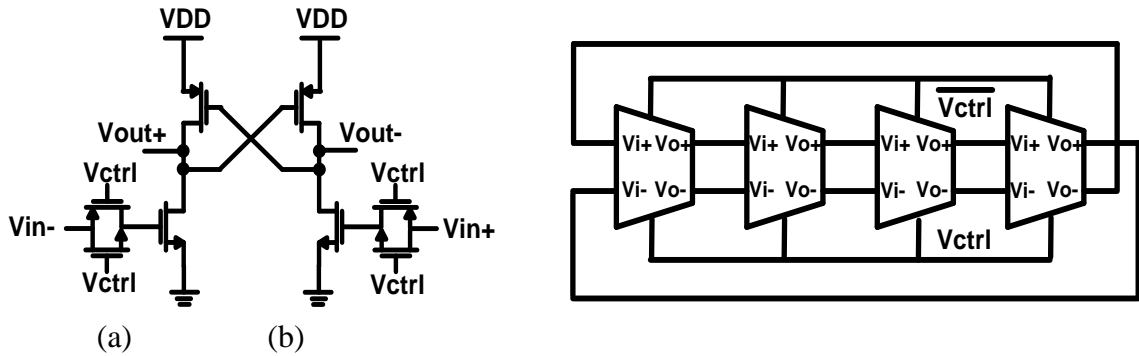 VDD VDD
Vout+ Vout-
Vctrl Vctrl
Vin- Vin+
Vctrl Vctrl
(a) (b)
Vctrl
Vi+ Vo+ Vi+ Vo+ Vi+ Vo+ Vi+ Vo+
Vi- Vo- Vi- Vo- Vi- Vo- Vi- Vo-
Vctrl